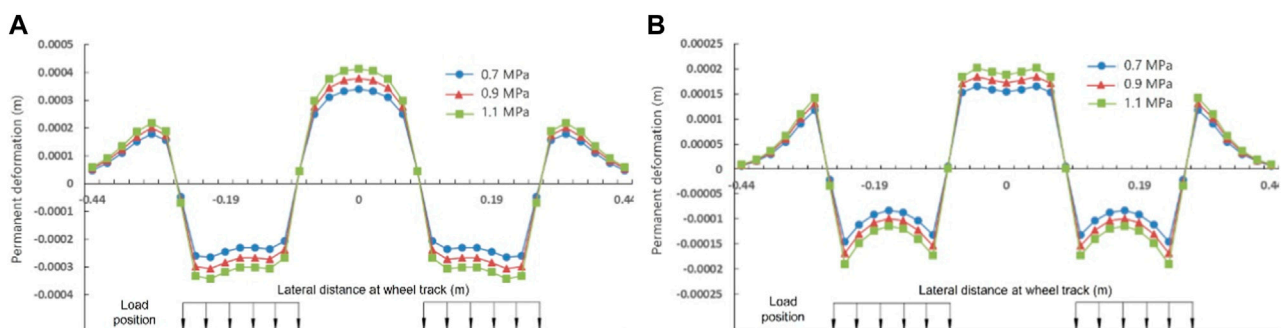 A
Permanent deformation (m)
0.0005
0.0004
0.0003
0.0002
0.0001
0
-0.0001
-0.0002
-0.0003
-0.0004
-0.44
-0.19
0
0.19
0.44
0.7 MPa
0.9 MPa
1.1 MPa
Lateral distance at wheel track (m)
Load
position
B
Permanent deformation (m)
0.00025
0.0002
0.00015
0.0001
0.00005
0
-0.00005
-0.0001
-0.00015
-0.0002
-0.00025
-0.44
-0.19
0
0.19
0.7 MPa
0.9 MPa
1.1 MPa
Lateral distance at wheel track (m)
Load
position